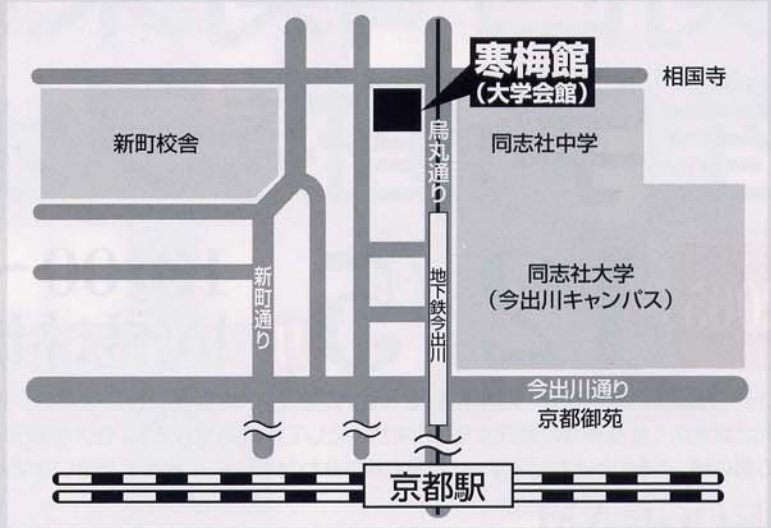 寒梅館
(大学会館)
相国寺
新町校舎
烏丸通り
同志社中学
新町通り
地下鉄今出川
同志社大学
(今出川キャンパス)
今出川通り
京都御苑
京都駅